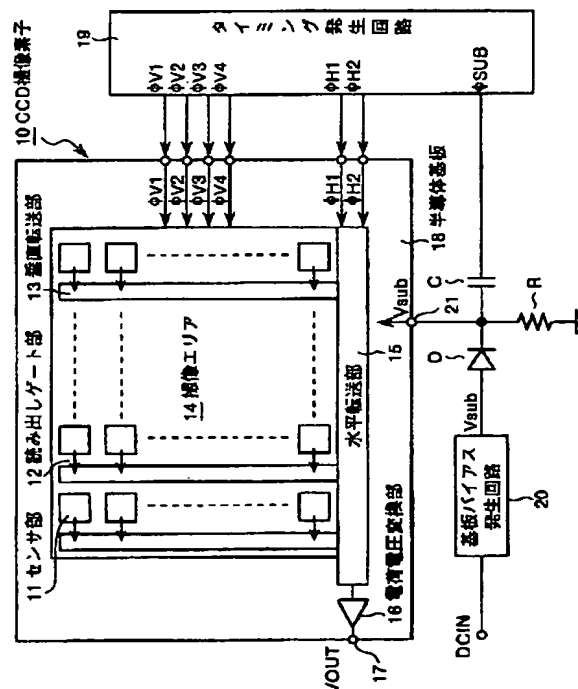 10 CCD撮像素子
19
タイミング発生回路
φV1
φV2
φV3
φV4
φH1
φH2
φSUB
φV1
φV2
φV3
φV4
φH1
φH2
11 センサ部
12 読み出しゲート部
13 垂直転送部
14 撮像エリア
水平転送部
15
16 電荷電圧変換部
17
VOUT
18 半導体基板
Vsub
21
C
R
D
Vsub
基板バイアス
発生回路
20
DCIN